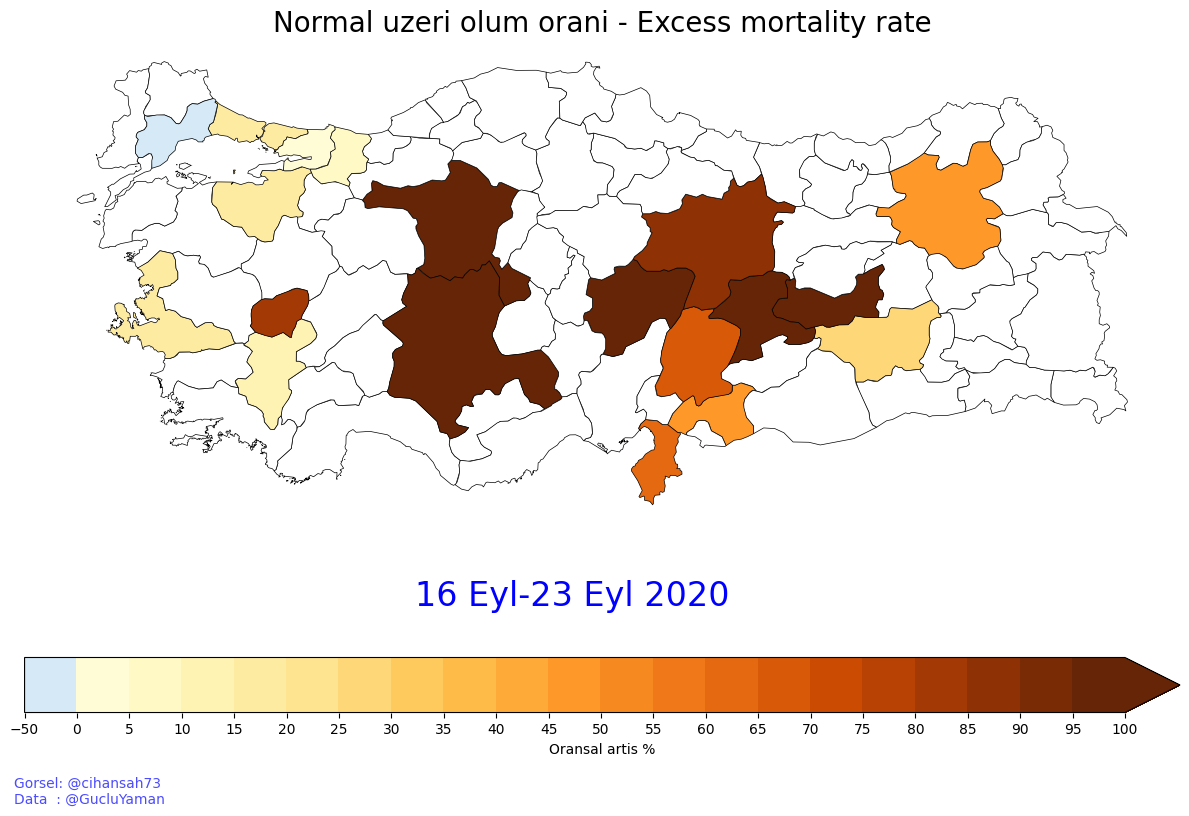 Normal uzeri olum orani - Excess mortality rate
16 Eyl-23 Eyl 2020
−50 0 5 10 15 20 25 30 35 40 45 50 55 60 65 70 75 80 85 90 95 100
Oransal artis %
Gorsel: @cihansah73
Data  : @GucluYaman